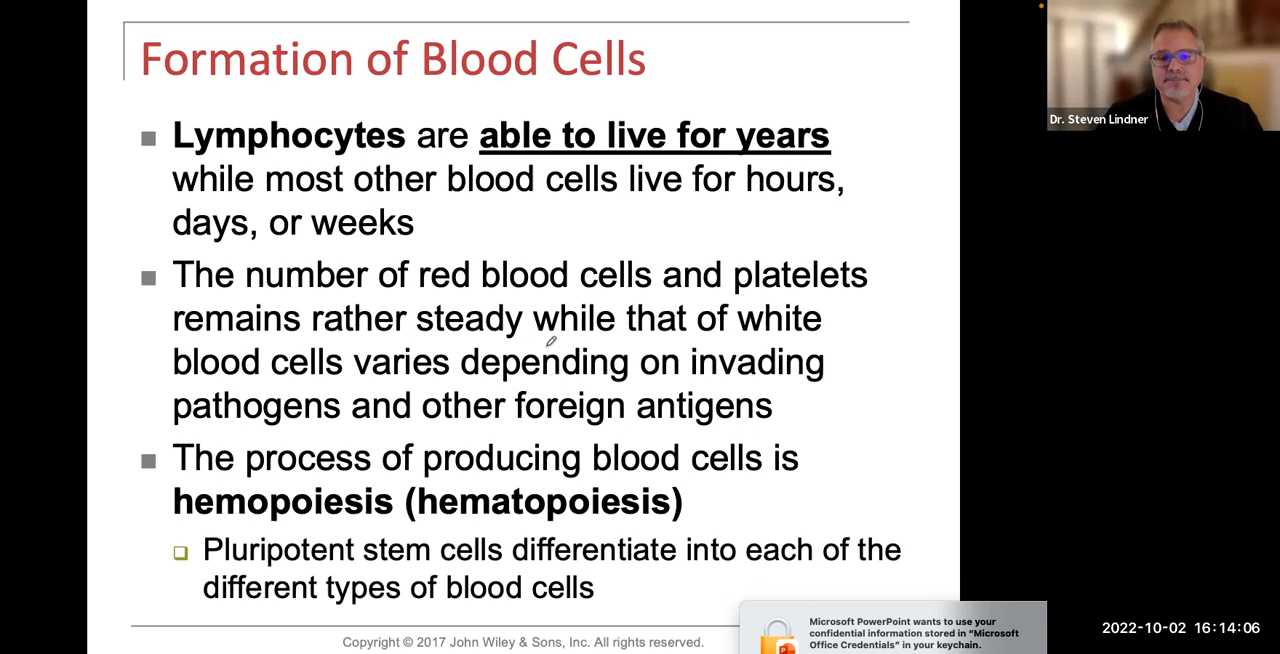 Formation of Blood Cells
Lymphocytes are able to live for years
while most other blood cells live for hours,
days, or weeks
The number of red blood cells and platelets
remains rather steady while that of white
blood cells varies depending on invading
pathogens and other foreign antigens
The process of producing blood cells is
hemopoiesis (hematopoiesis)
Pluripotent stem cells differentiate into each of the
different types of blood cells
Copyright © 2017 John Wiley & Sons, Inc. All rights reserved.
Microsoft PowerPoint wants to use your
confidential information stored in “Microsoft
Office Credentials” in your keychain.
Dr. Steven Lindner
2022-10-02 16:14:06